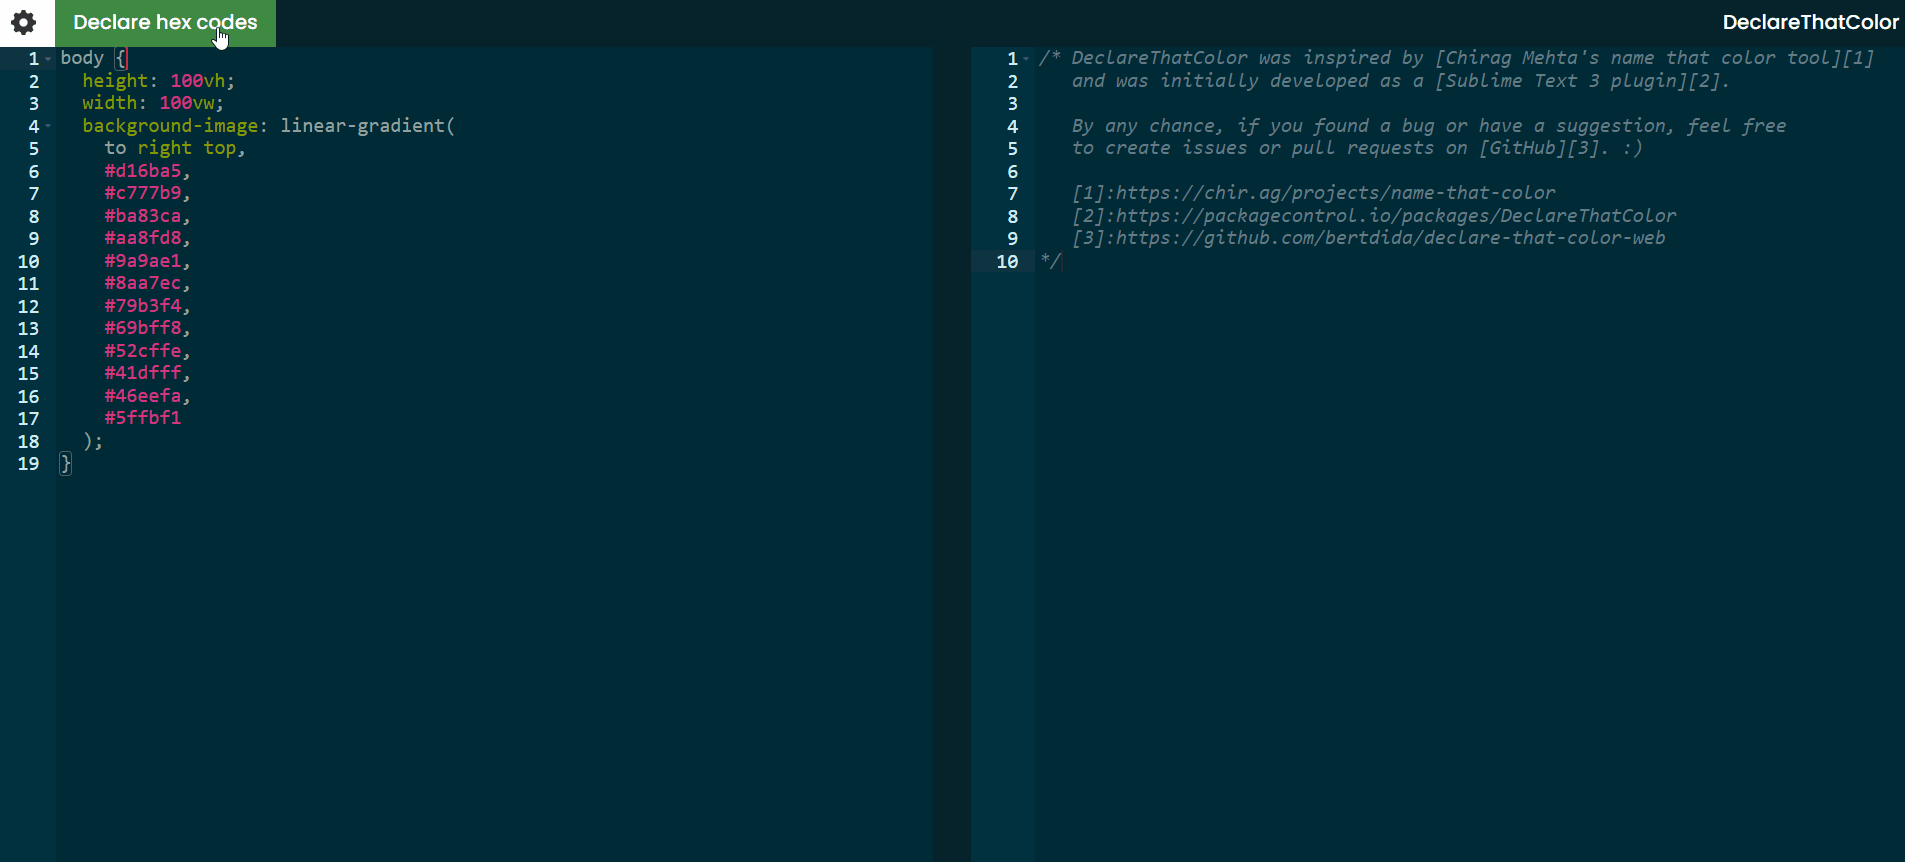 Declare hex codes
DeclareThatColor
1 body {
2 height: 100vh;
3 width: 100vw;
4 background-image: linear-gradient(
5 to right top,
6 #d16ba5,
7 #c777b9,
8 #ba83ca,
9 #aa8fd8,
10 #9a9ae1,
11 #8aa7ec,
12 #79b3f4,
13 #69bff8,
14 #52cffe,
15 #41dfff,
16 #46eefa,
17 #5ffbf1
18 );
19 }
1 /* DeclareThatColor was inspired by [Chirag Mehta's name that color tool][1]
2 and was initially developed as a [Sublime Text 3 plugin][2].
3
4 By any chance, if you found a bug or have a suggestion, feel free
5 to create issues or pull requests on [GitHub][3]. :)
6
7 [1]:https://chir.ag/projects/name-that-color
8 [2]:https://packagecontrol.io/packages/DeclareThatColor
9 [3]:https://github.com/bertdida/declare-that-color-web
10 */